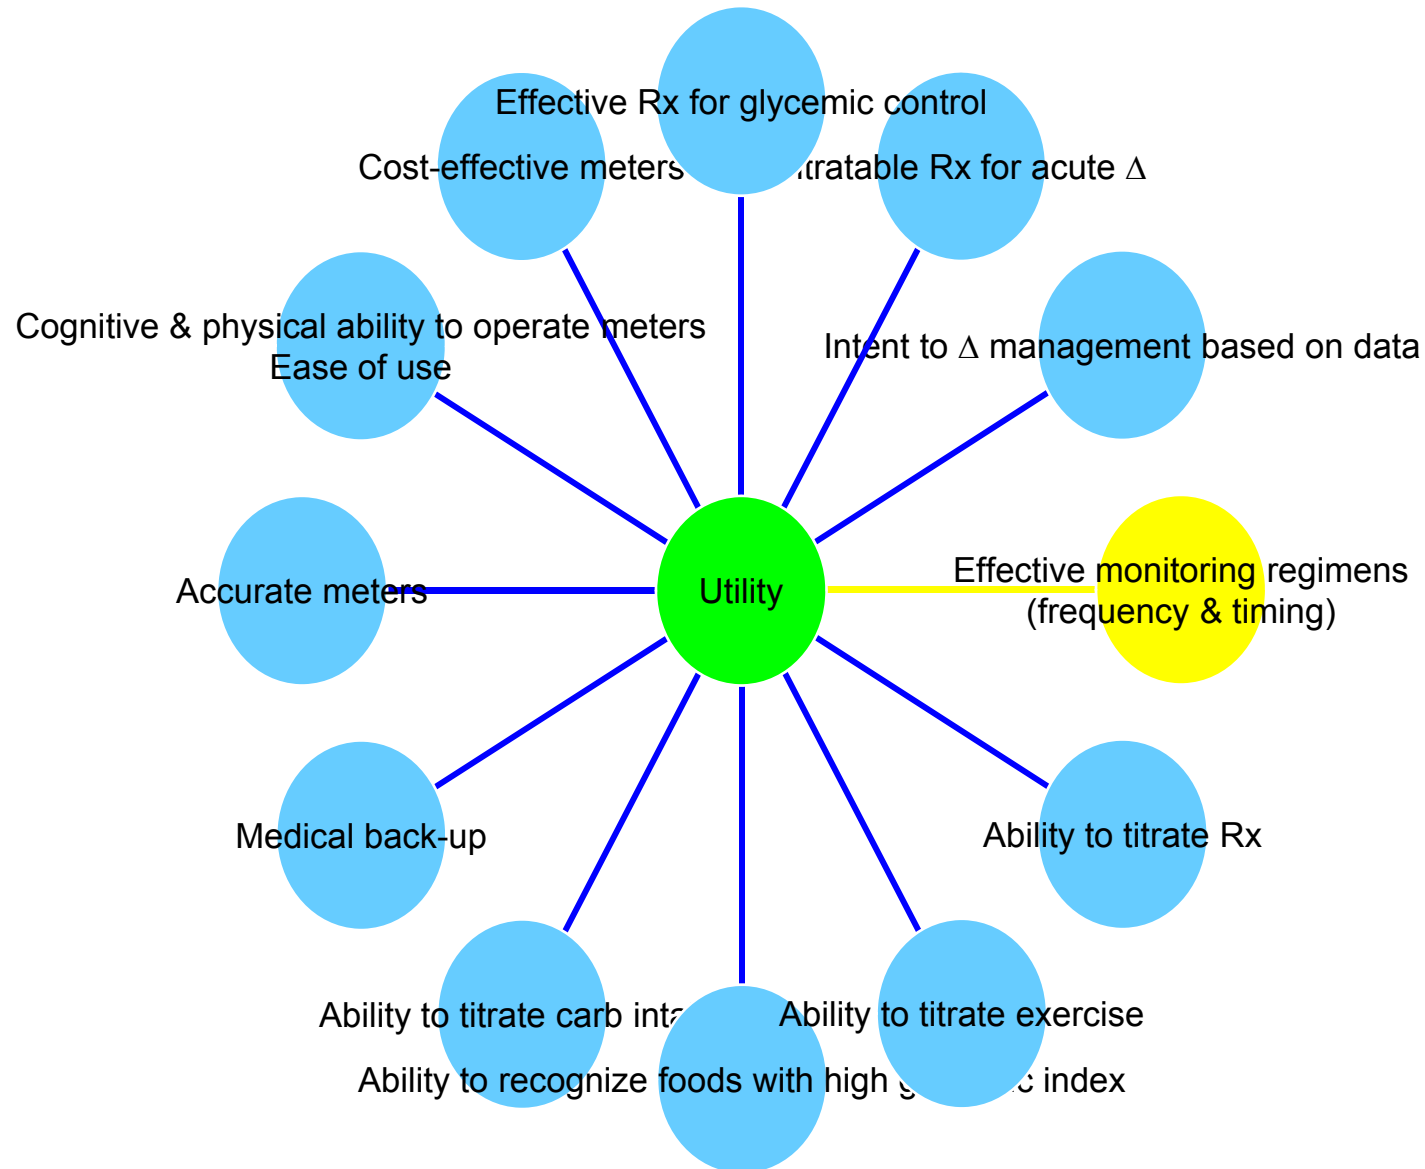 Effective Rx for glycemic control
Cost-effective meters
Rx for acute Δ
Cognitive & physical ability to operate meters
Ease of use
Intent to Δ management based on data
Accurate meters
Utility
Effective monitoring regimens
(frequency & timing)
Medical back-up
Ability to titrate Rx
Ability to titrate carb
Ability to titrate exercise
Ability to recognize foods with high
index